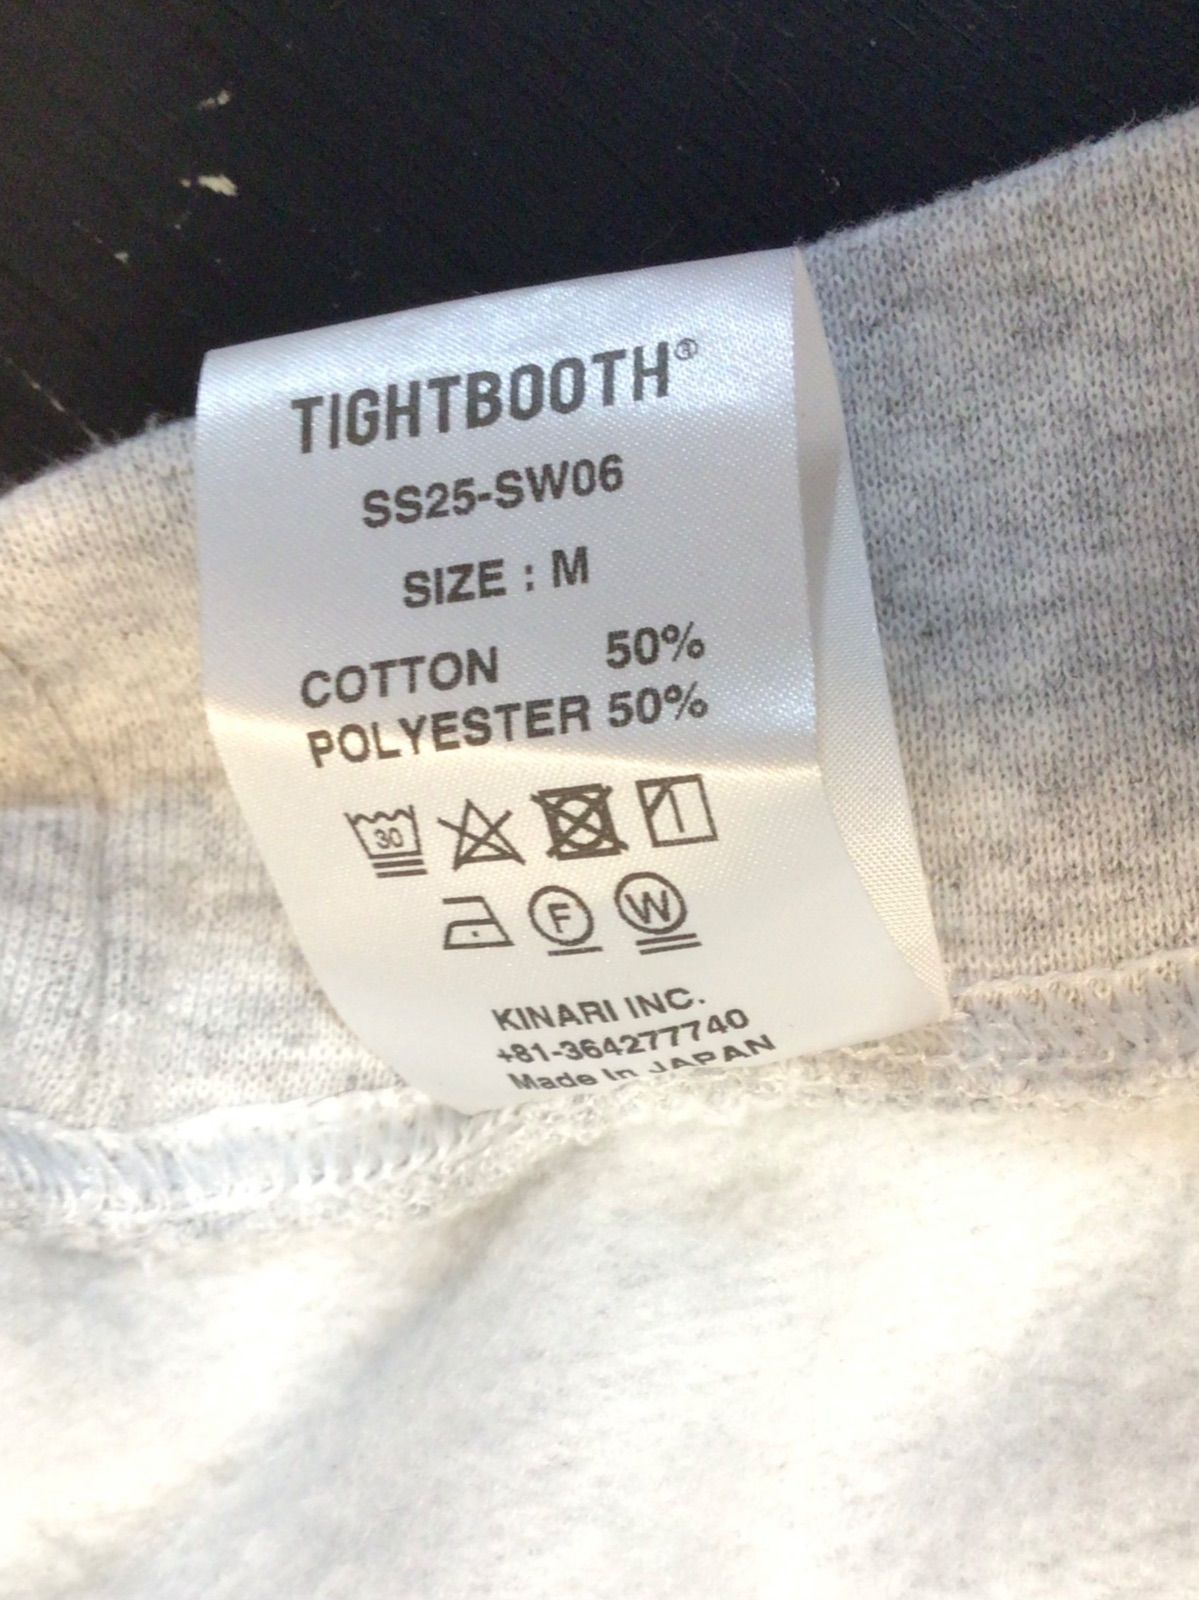 TIGHTBOOTH®
SS25-SW06
SIZE : M
COTTON 50%
POLYESTER 50%
30
F W
KINARI INC.
+81-364277740
Made In JAPAN